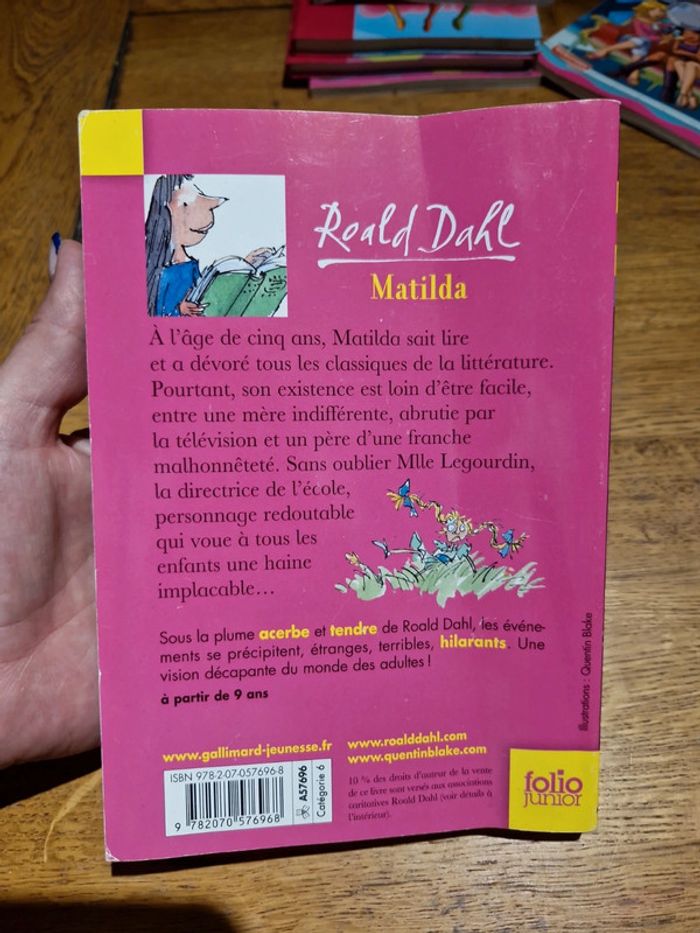 Roald Dahl
Matilda
À l'âge de cinq ans, Matilda sait lire
et a dévoré tous les classiques de la littérature.
Pourtant, son existence est loin d'être facile,
entre une mère indifférente, abrutie par
la télévision et un père d'une franche
malhonnêteté. Sans oublier Mlle Legourdin,
la directrice de l'école,
personnage redoutable
qui voue à tous les
enfants une haine
implacable…
Sous la plume acerbe et tendre de Roald Dahl, les événe-
ments se précipitent, étranges, terribles, hilarants. Une
vision décapante du monde des adultes !
à partir de 9 ans
Illustrations : Quentin Blake
www.gallimard-jeunesse.fr
www.roalddahl.com
www.quentinblake.com
ISBN 978-2-07-057696-8
9 782070 576968
A57696
Catégorie 6
10 % des droits d'auteur de la vente
de ce livre sont versés aux associations
caritatives Roald Dahl (voir détails à
l'intérieur).
folio
junior